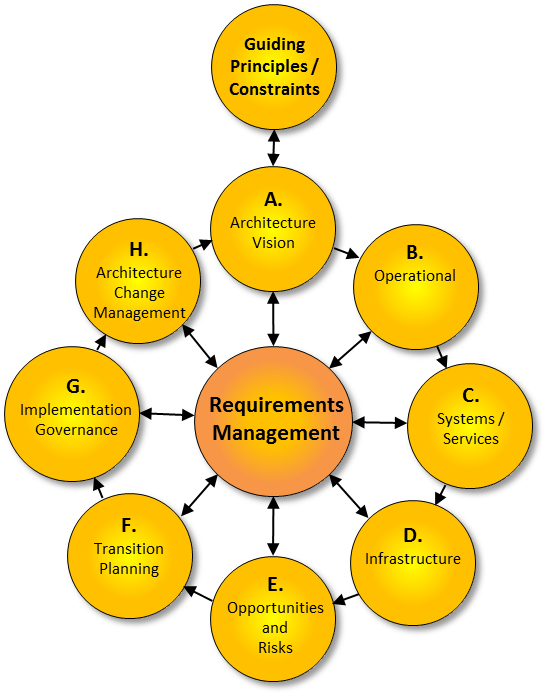 Guiding
Principles /
Constraints
A.
Architecture
Vision
B.
Operational
C.
Systems /
Services
D.
Infrastructure
E.
Opportunities
and
Risks
F.
Transition
Planning
G.
Implementation
Governance
H.
Architecture
Change
Management
Requirements
Management